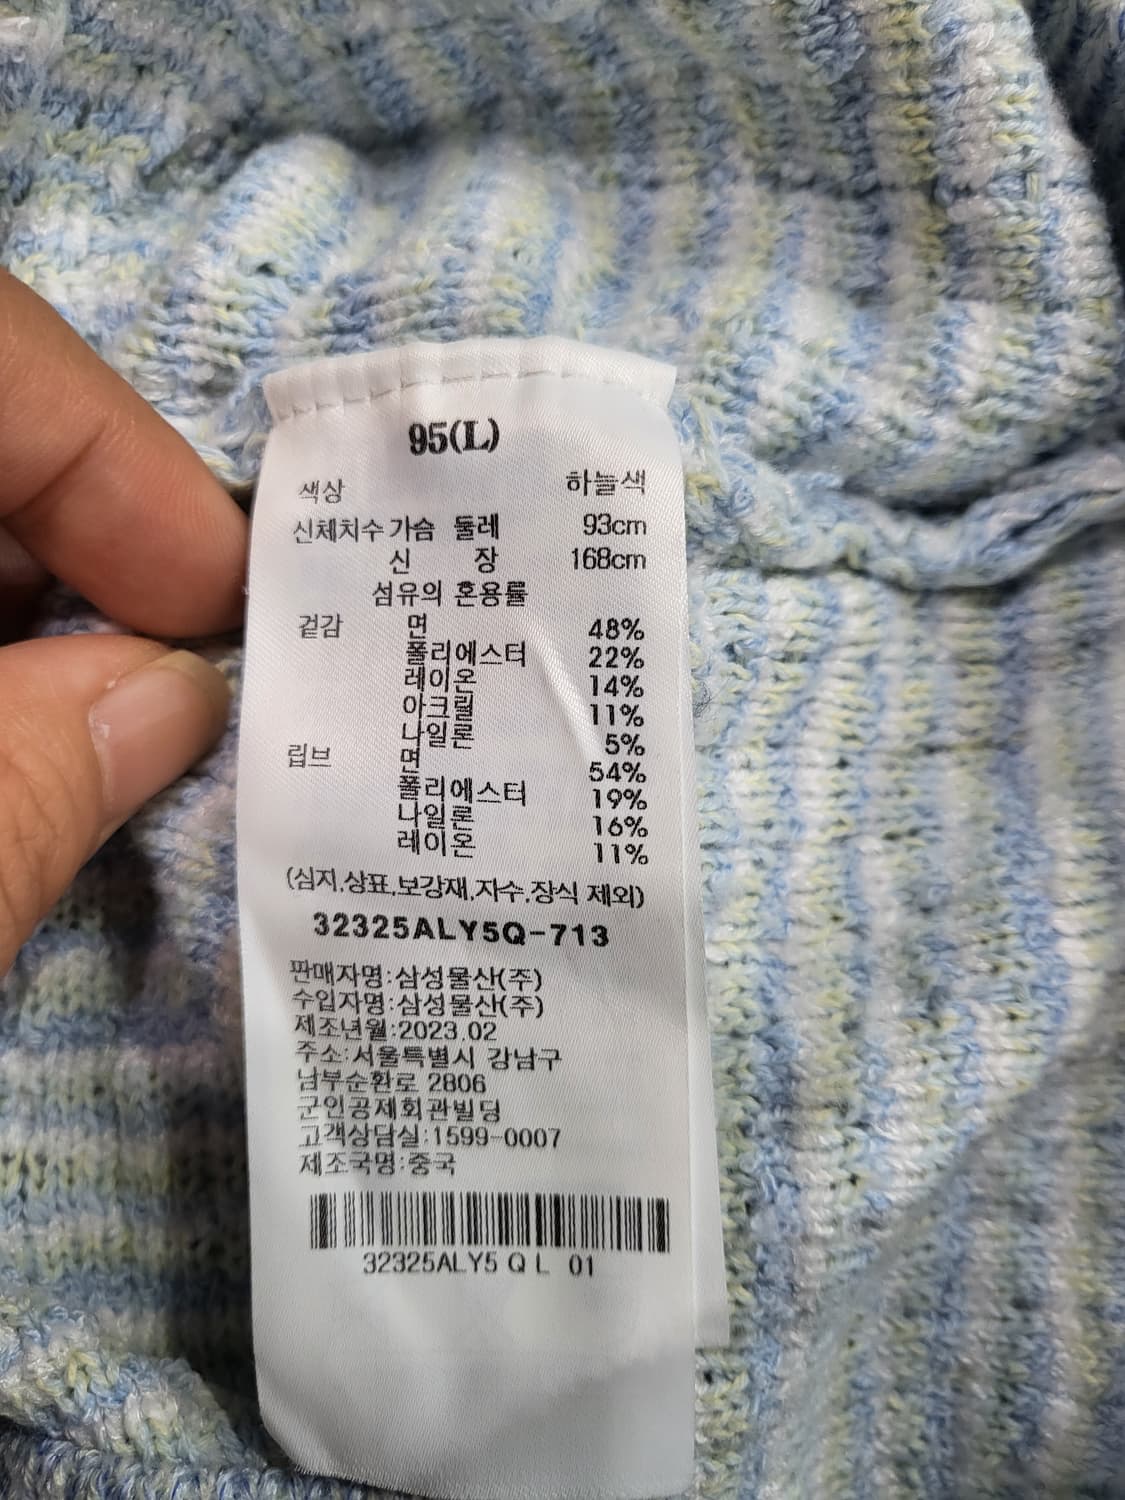 95(L)
색상 하늘색
신체치수 가슴 둘레 93cm
신 장 168cm
섬유의 혼용률
겉감 면 48%
폴리에스터 22%
레이온 14%
아크릴 11%
나일론 5%
립브 면 54%
폴리에스터 19%
나일론 16%
레이온 11%
(심지,상표,보강재,자수,장식 제외)
32325ALY5Q-713
판매자명:삼성물산(주)
수입자명:삼성물산(주)
제조년월:2023.02
주소:서울특별시 강남구
남부순환로 2806
군인공제회관빌딩
고객상담실:1599-0007
제조국명:중국
32325ALY5 Q L 01